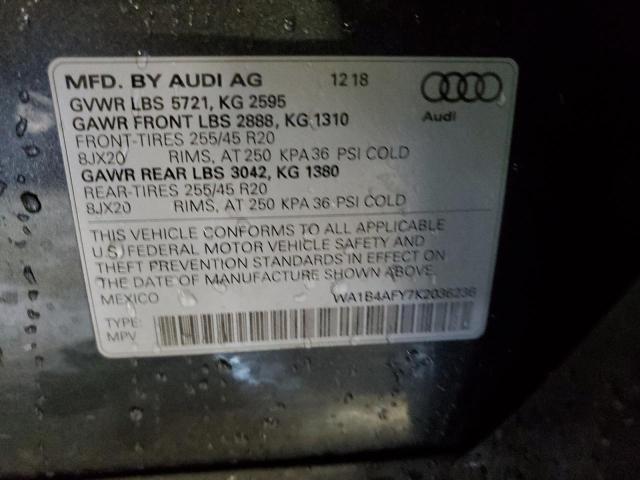 MFD. BY AUDI AG 12 18
GVWR LBS 5721, KG 2595
GAWR FRONT LBS 2888, KG 1310
Audi
FRONT-TIRES 255/45 R20
8JX20 RIMS, AT 250 KPA 36 PSI COLD
GAWR REAR LBS 3042, KG 1380
REAR-TIRES 255/45 R20
8JX20 RIMS, AT 250 KPA 36 PSI COLD
THIS VEHICLE CONFORMS TO ALL APPLICABLE
U.S. FEDERAL MOTOR VEHICLE SAFETY AND
THEFT PREVENTION STANDARDS IN EFFECT ON
THE DATE OF MANUFACTURE SHOWN ABOVE.
MEXICO WA1B4AFY7K2036236
TYPE:
MPV